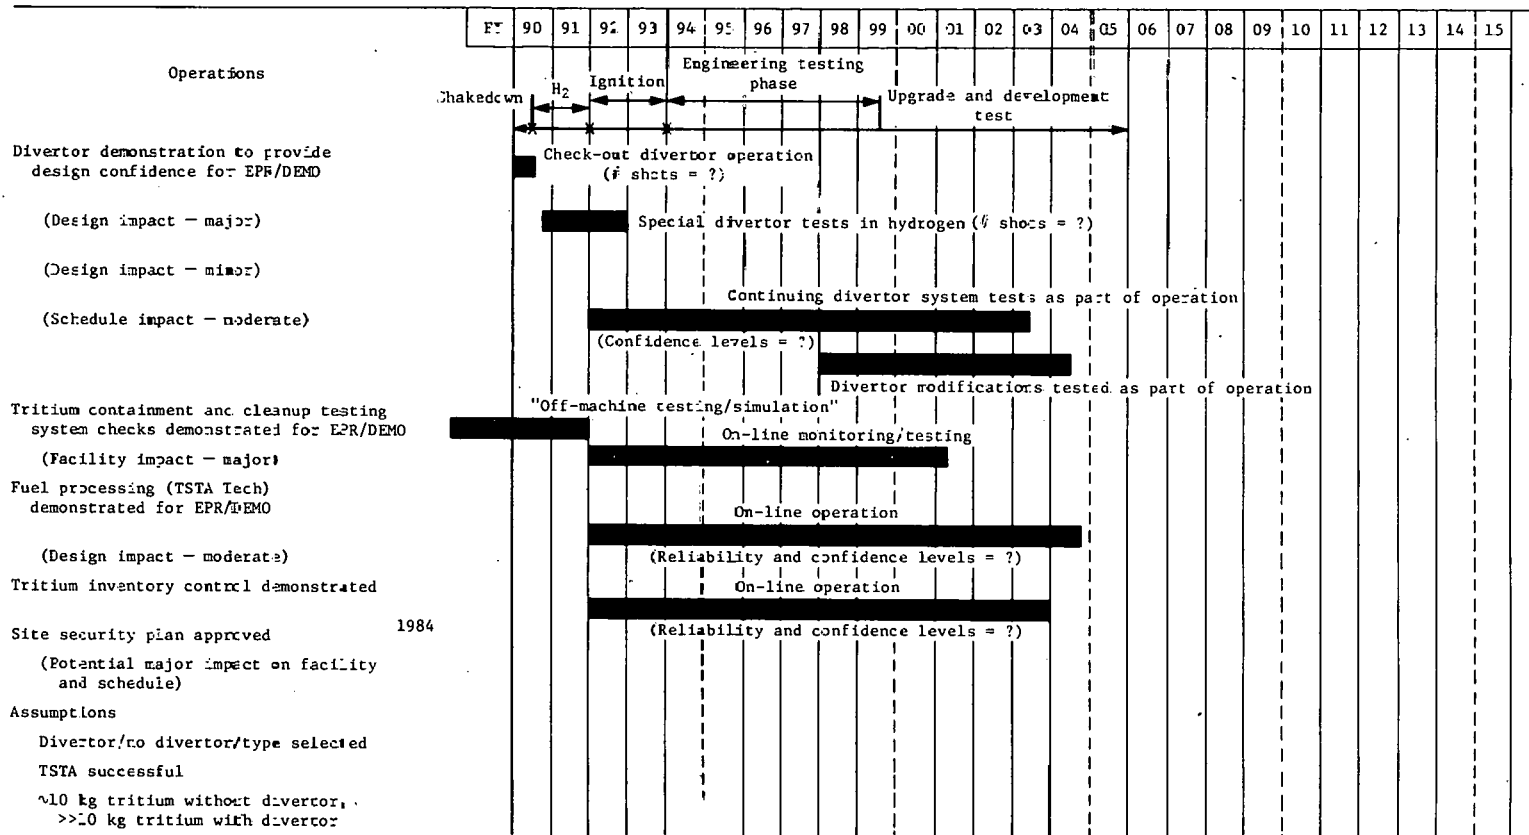 FY 90 91 92 93 94 95 96 97 98 99 00 01 02 03 04 05 06 07 08 09 10 11 12 13 14 15
Operations
Shakedown
H2
Ignition
Engineering testing
phase
Upgrade and development
test
Divertor demonstration to provide
design confidence for EPR/DEMO
Check-out divertor operation
(# shots = ?)
(Design impact — major)
Special divertor tests in hydrogen (# shots = ?)
(Design impact — minor)
Continuing divertor system tests as part of operation
(Schedule impact — moderate)
(Confidence levels = ?)
Divertor modifications tested as part of operation
Tritium containment and cleanup testing
system checks demonstrated for EPR/DEMO
"Off-machine testing/simulation"
On-line monitoring/testing
(Facility impact — major)
Fuel processing (TSTA Tech)
demonstrated for EPR/DEMO
On-line operation
(Design impact — moderate)
(Reliability and confidence levels = ?)
Tritium inventory control demonstrated
On-line operation
Site security plan approved 1984
(Reliability and confidence levels = ?)
(Potential major impact on facility
and schedule)
Assumptions
Divertor/no divertor/type selected
TSTA successful
~10 kg tritium without divertor,
>>10 kg tritium with divertor